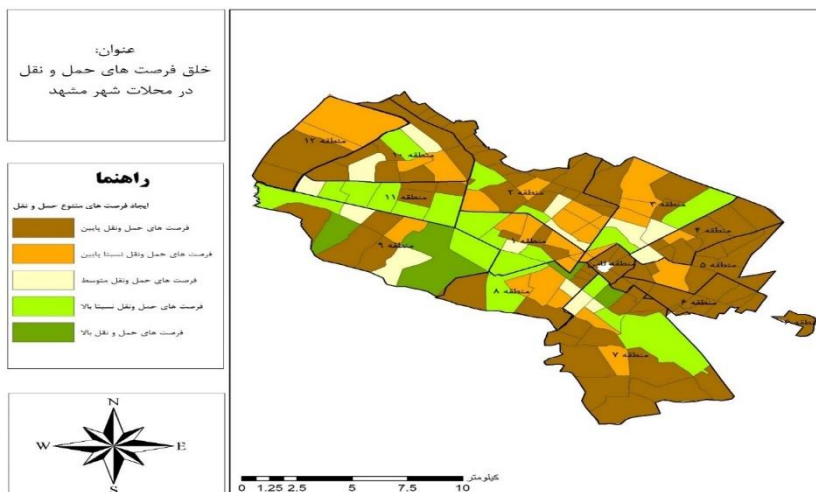 عنوان:
خلق فرصت های حمل و نقل
در محلات شهر مشهد
راهنما
ایجاد فرصت های متنوع حمل و نقل
فرصت های حمل ونقل پایین
فرصت های حمل ونقل نسبتا پایین
فرصت های حمل ونقل متوسط
فرصت های حمل ونقل نسبتا بالا
فرصت های حمل و نقل بالا
N
W
E
S
منطقه ۱۲
منطقه ۱۰
منطقه ۱۱
منطقه ۲
منطقه ۳
منطقه ۴
منطقه ۱
منطقه ۹
منطقه ۵
منطقه
منطقه ۸
منطقه ۶
منطقه ۶
منطقه ۷
کیلومتر
0 1.25 2.5 5 7.5 10